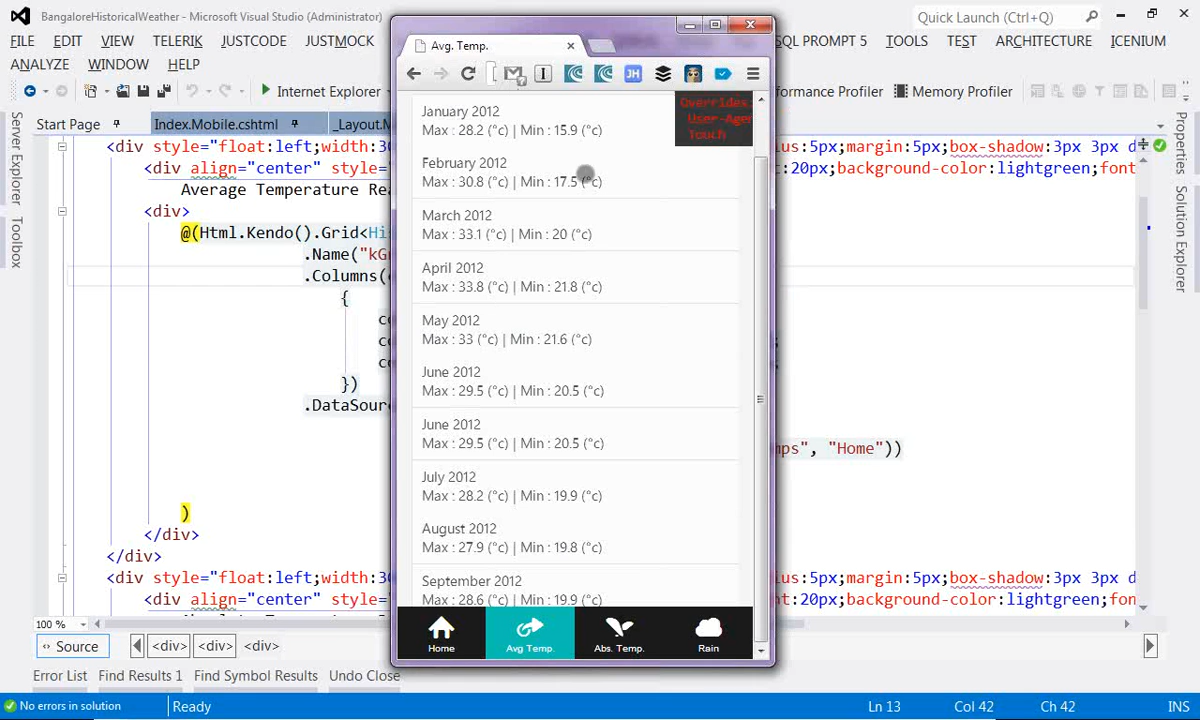 BangaloreHistoricalWeather - Microsoft Visual Studio (Administrator)
Quick Launch (Ctrl+Q)
FILE EDIT VIEW TELERIK JUSTCODE JUSTMOCK SQL PROMPT 5 TOOLS TEST ARCHITECTURE ICENIUM
ANALYZE WINDOW HELP
Internet Explorer
Memory Profiler
Start Page
Index.Mobile.cshtml
Server Explorer
Toolbox
Solution Explorer
<div style="float:left;width:30
<div align="center" style=
Average Temperature Rea
<div>
@(Html.Kendo().Grid<His
.Name("kG
.Columns(
{
})
.DataSour
)
</div>
</div>
<div style="float:left;width:30
<div align="center" style=
ius:5px;margin:5px;box-shadow:3px 3px d
:20px;background-color:lightgreen;font
mps", "Home"))
ius:5px;margin:5px;box-shadow:3px 3px d
:20px;background-color:lightgreen;font
Avg. Temp.
JH
Overrides:
User-Agen
Touch
January 2012
Max : 28.2 (°c) | Min : 15.9 (°c)
February 2012
Max : 30.8 (°c) | Min : 17.5 (°c)
March 2012
Max : 33.1 (°c) | Min : 20 (°c)
April 2012
Max : 33.8 (°c) | Min : 21.8 (°c)
May 2012
Max : 33 (°c) | Min : 21.6 (°c)
June 2012
Max : 29.5 (°c) | Min : 20.5 (°c)
June 2012
Max : 29.5 (°c) | Min : 20.5 (°c)
July 2012
Max : 28.2 (°c) | Min : 19.9 (°c)
August 2012
Max : 27.9 (°c) | Min : 19.8 (°c)
September 2012
Max : 28.6 (°c) | Min : 19.9 (°c)
Home Avg Temp. Abs. Temp. Rain
100 %
Source <div> <div> <div>
Error List Find Results 1 Find Symbol Results Undo Close
No errors in solution Ready Ln 13 Col 42 Ch 42 INS